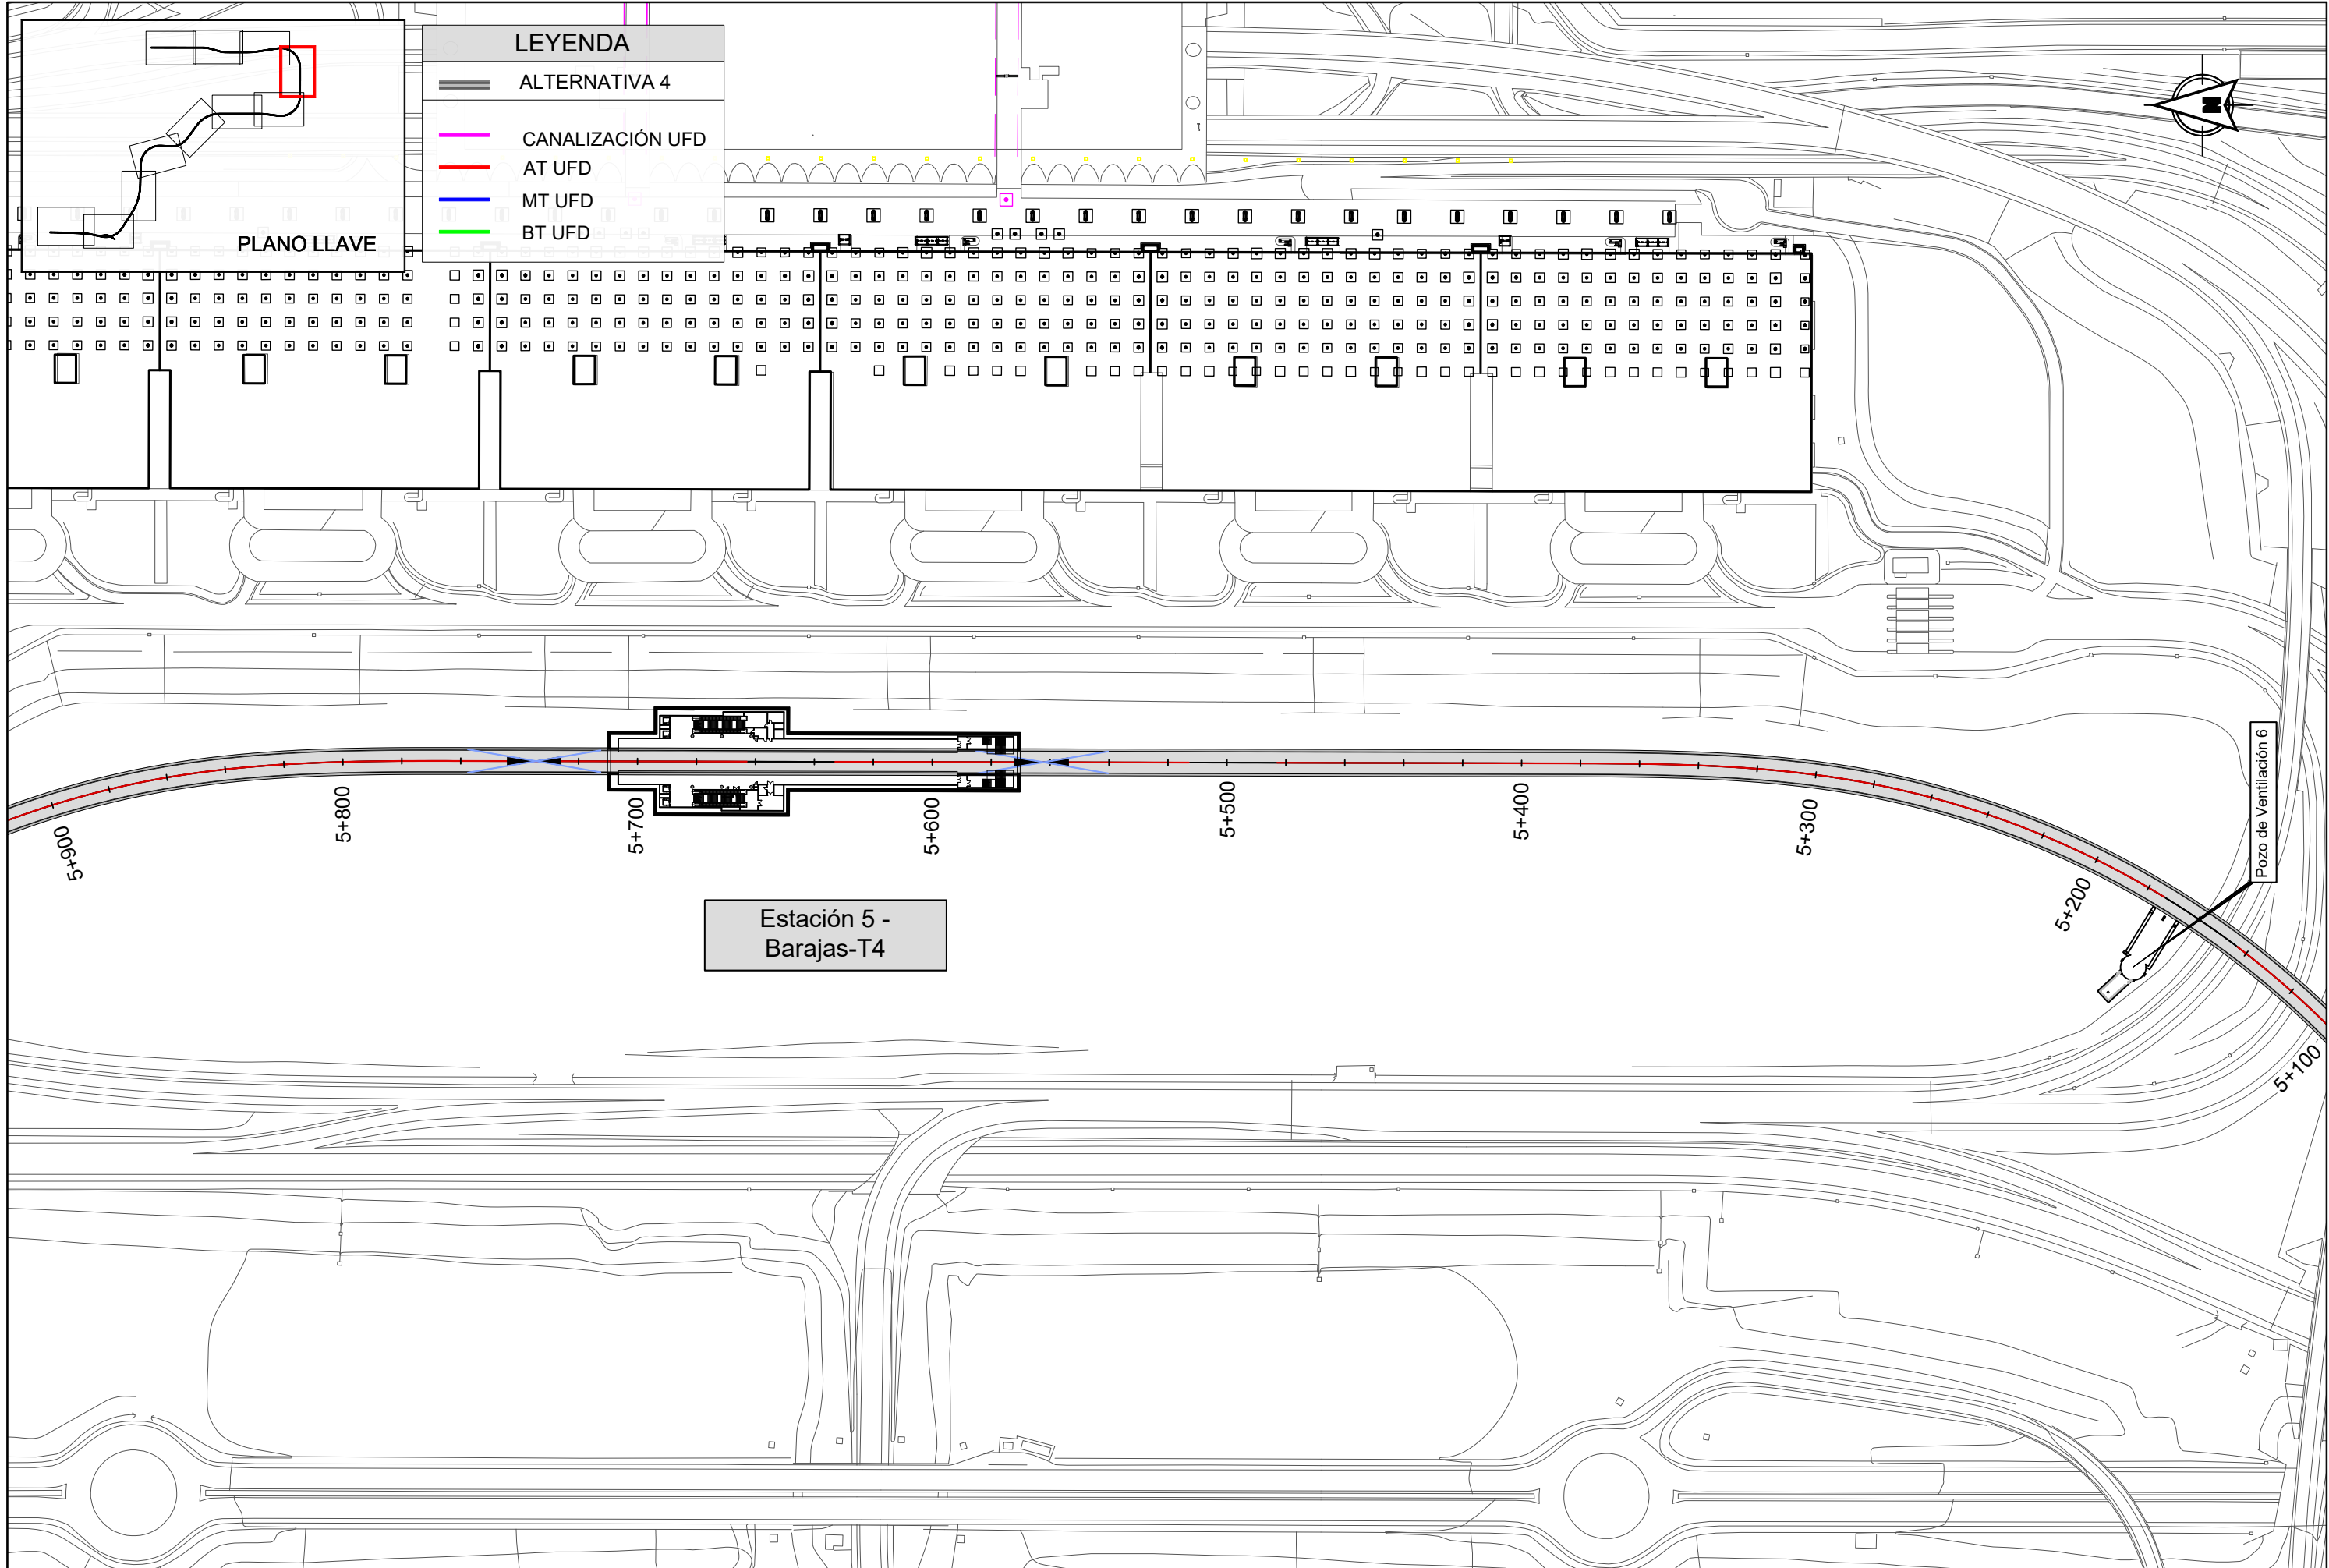 PLANO LLAVE
LEYENDA
ALTERNATIVA 4
CANALIZACIÓN UFD
AT UFD
MT UFD
BT UFD
N
5+900
5+800
5+700
5+600
5+500
5+400
5+300
5+200
5+100
Pozo de Ventilación 6
Estación 5 -
Barajas-T4